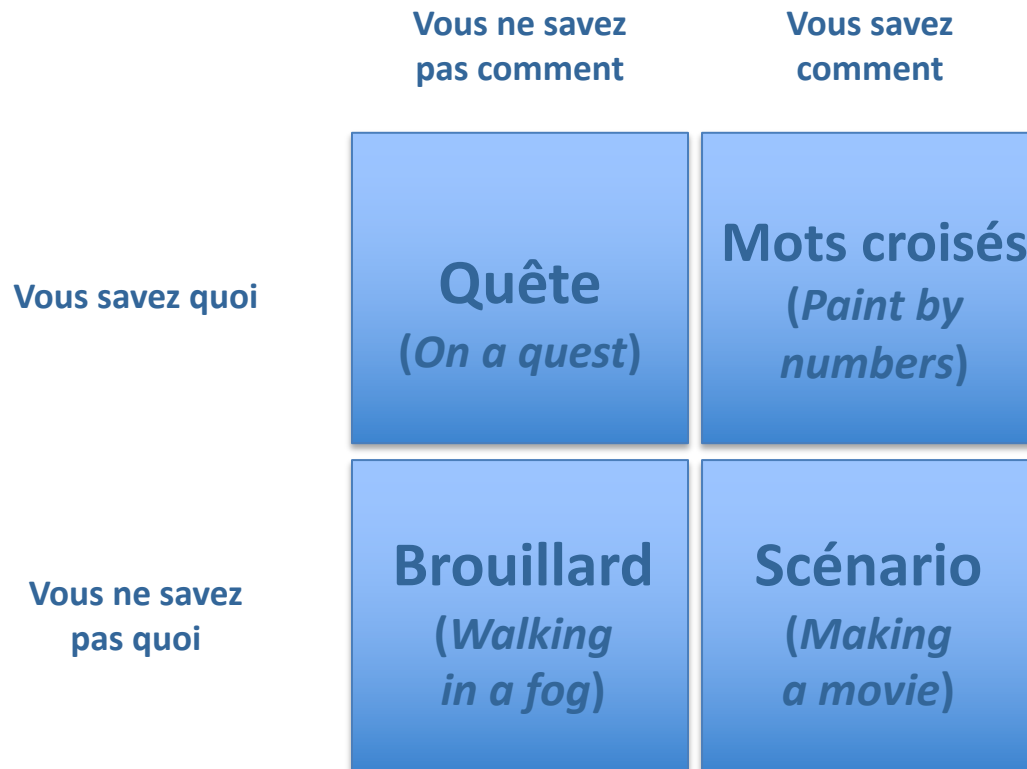 Vous ne savez
pas comment
Vous savez
comment
Vous savez quoi
Quête
(On a quest)
Mots croisés
(Paint by
numbers)
Vous ne savez
pas quoi
Brouillard
(Walking
in a fog)
Scénario
(Making
a movie)